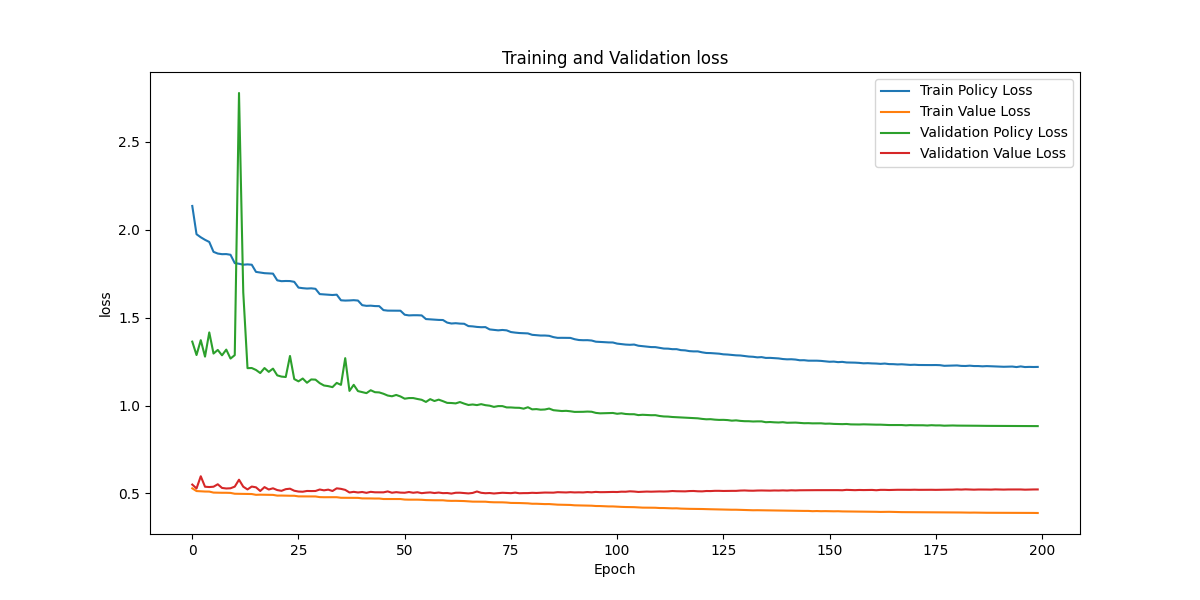 Training and Validation loss
Train Policy Loss
Train Value Loss
Validation Policy Loss
Validation Value Loss
2.5
2.0
1.5
1.0
0.5
loss
0 25 50 75 100 125 150 175 200
Epoch